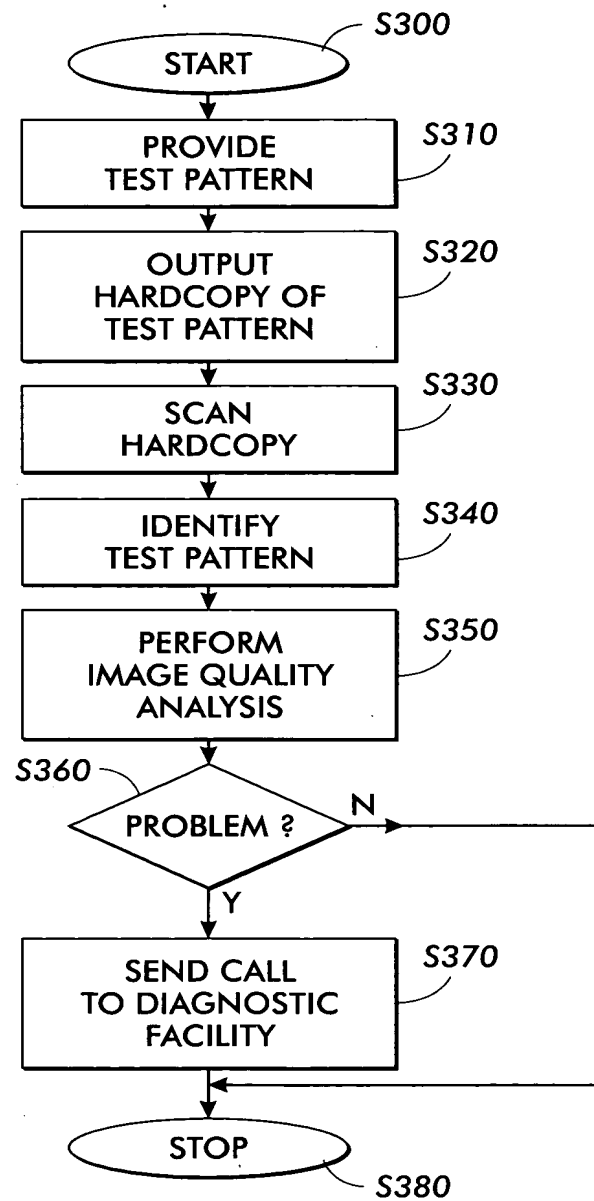 S300
START
S310
PROVIDE
TEST PATTERN
S320
OUTPUT
HARDCOPY OF
TEST PATTERN
S330
SCAN
HARDCOPY
S340
IDENTIFY
TEST PATTERN
S350
PERFORM
IMAGE QUALITY
ANALYSIS
S360
N
PROBLEM ?
Y
S370
SEND CALL
TO DIAGNOSTIC
FACILITY
STOP
S380